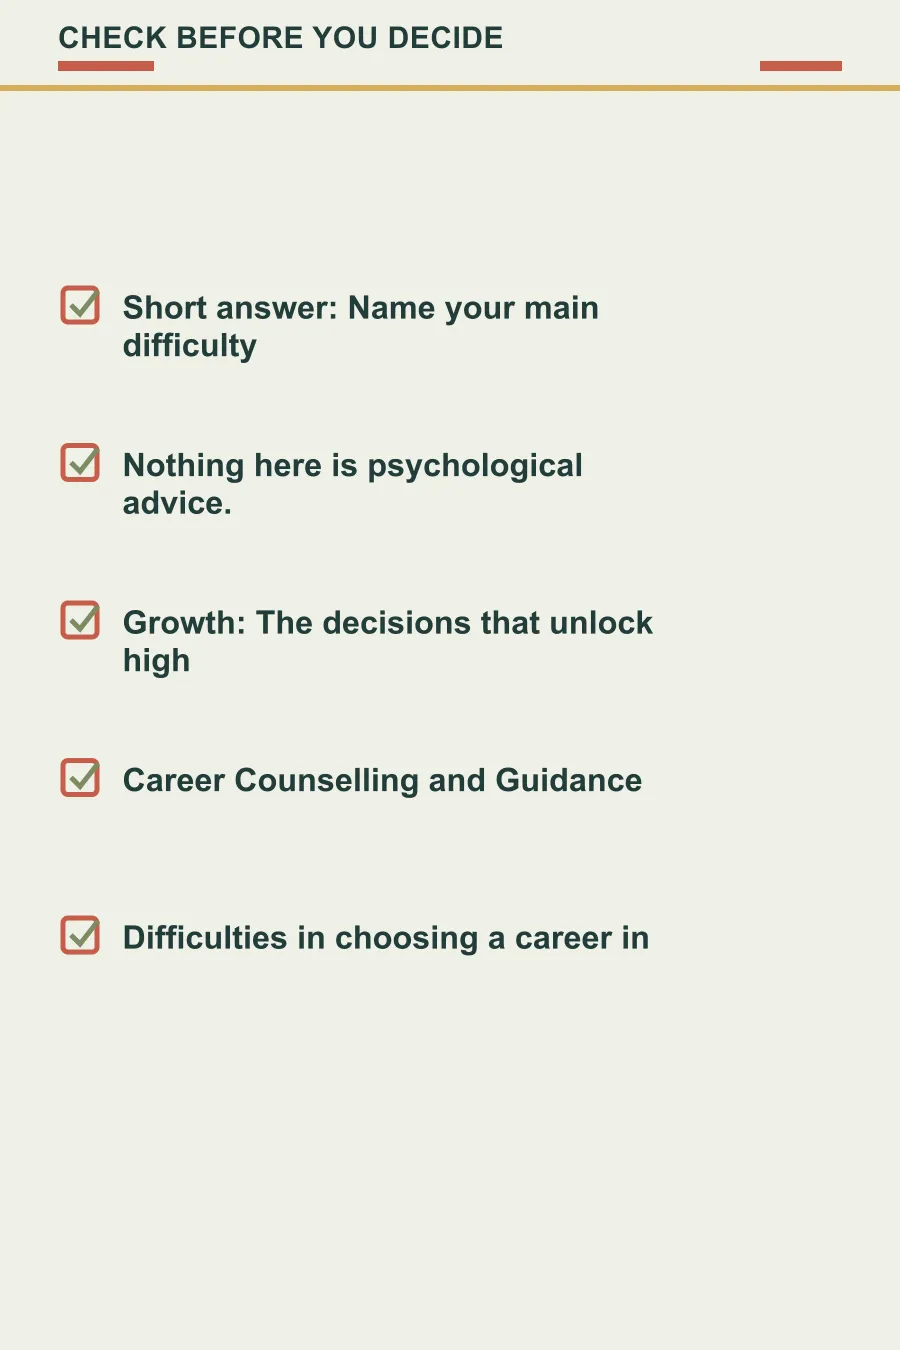 CHECK BEFORE YOU DECIDE
Short answer: Name your main
difficulty
Nothing here is psychological
advice.
Growth: The decisions that unlock
high
Career Counselling and Guidance
Difficulties in choosing a career in